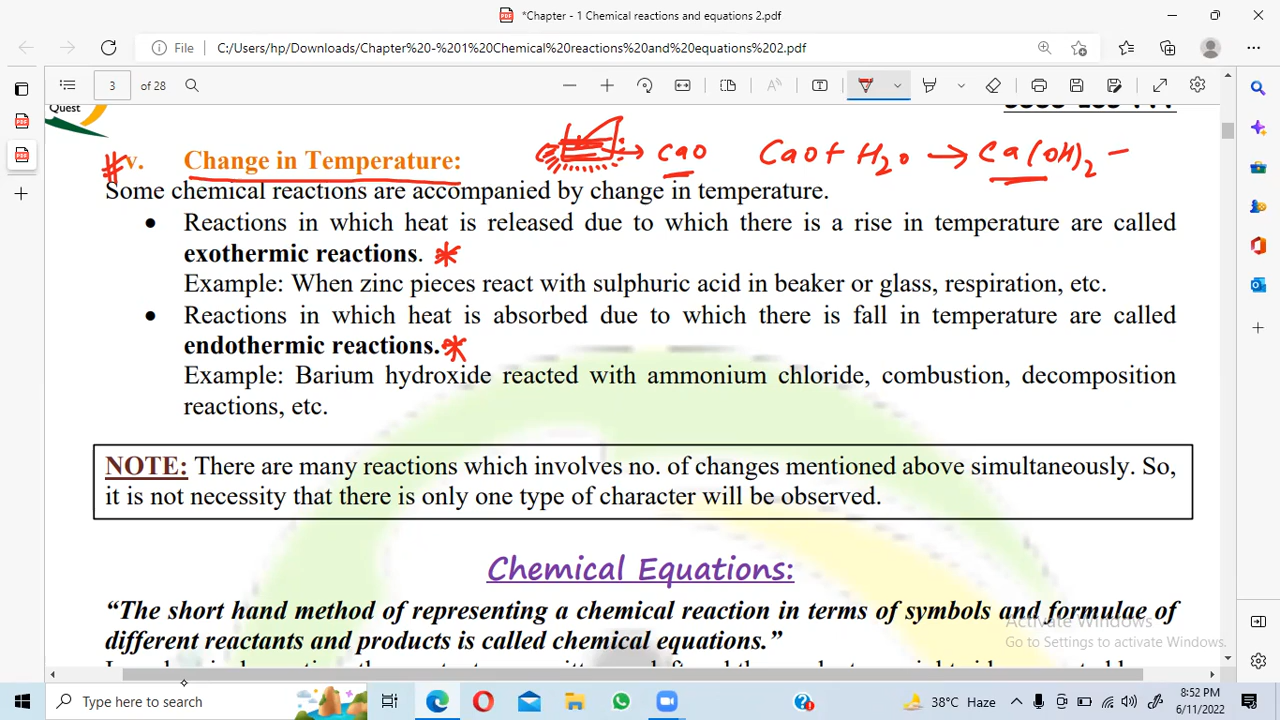 *Chapter - 1 Chemical reactions and equations 2.pdf
File C:/Users/hp/Downloads/Chapter%20-%201%20Chemical%20reactions%20and%20equations%202.pdf
3 of 28
Quest
v. Change in Temperature: CaO CaO + H2O → Ca(OH)2 -
Some chemical reactions are accompanied by change in temperature.
• Reactions in which heat is released due to which there is a rise in temperature are called
exothermic reactions.
Example: When zinc pieces react with sulphuric acid in beaker or glass, respiration, etc.
• Reactions in which heat is absorbed due to which there is fall in temperature are called
endothermic reactions.
Example: Barium hydroxide reacted with ammonium chloride, combustion, decomposition
reactions, etc.
NOTE: There are many reactions which involves no. of changes mentioned above simultaneously. So,
it is not necessity that there is only one type of character will be observed.
Chemical Equations:
“The short hand method of representing a chemical reaction in terms of symbols and formulae of
different reactants and products is called chemical equations.”
Activate Windows
Go to Settings to activate Windows.
Type here to search
38°C Haze
8:52 PM
6/11/2022